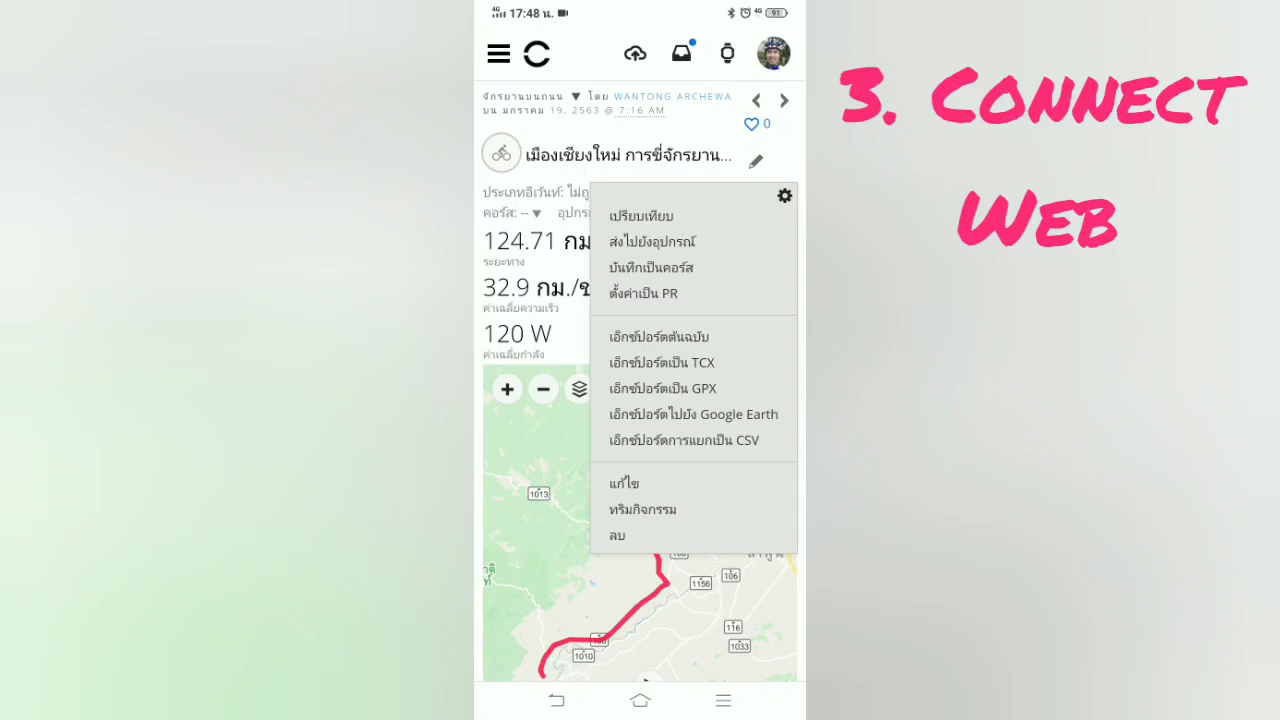 4G 17:48 น. 4G 91
จักรยานบนถนน ▼ โดย WANTONG ARCHEWA
บน มกราคม 19, 2563 @ 7:16 AM
0
เมืองเชียงใหม่ การขี่จักรยาน...
ประเภทอีเว้นท์: ไม่ถู
คอร์ส: -- ▼ อุปกร
124.71 กม
ระยะทาง
32.9 กม./ช
ค่าเฉลี่ยความเร็ว
120 W
ค่าเฉลี่ยกำลัง
เปรียบเทียบ
ส่งไปยังอุปกรณ์
บันทึกเป็นคอร์ส
ตั้งค่าเป็น PR
เอ็กซ์ปอร์ตต้นฉบับ
เอ็กซ์ปอร์ตเป็น TCX
เอ็กซ์ปอร์ตเป็น GPX
เอ็กซ์ปอร์ตไปยัง Google Earth
เอ็กซ์ปอร์ตการแยกเป็น CSV
แก้ไข
ทริมกิจกรรม
ลบ
1013
106
1156
116
1033
1010
3. Connect
Web